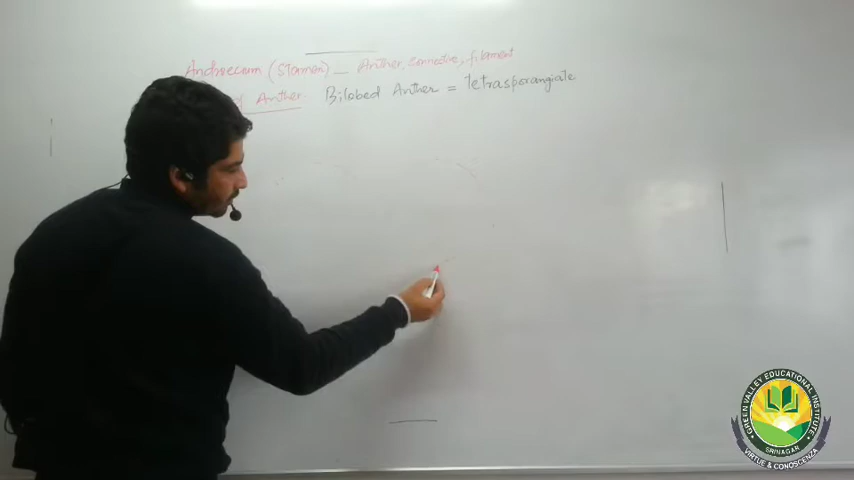 Androecium (Stamen) — Anther, connective, filament
Anther Bilobed Anther = tetrasporangiate
GREEN VALLEY EDUCATIONAL INSTITUTE
SRINAGAR
VIRTUE & CONOSCENZA